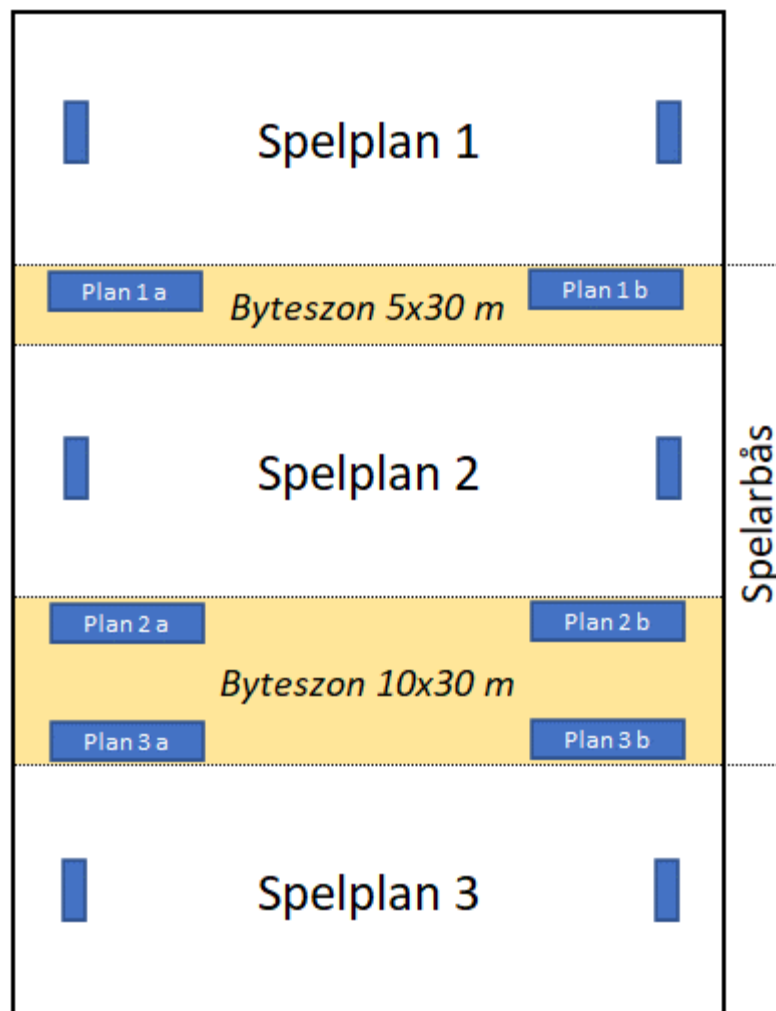 Spelplan 1
Plan 1 a
Byteszon 5x30 m
Plan 1 b
Spelplan 2
Spelarbås
Plan 2 a
Plan 2 b
Byteszon 10x30 m
Plan 3 a
Plan 3 b
Spelplan 3